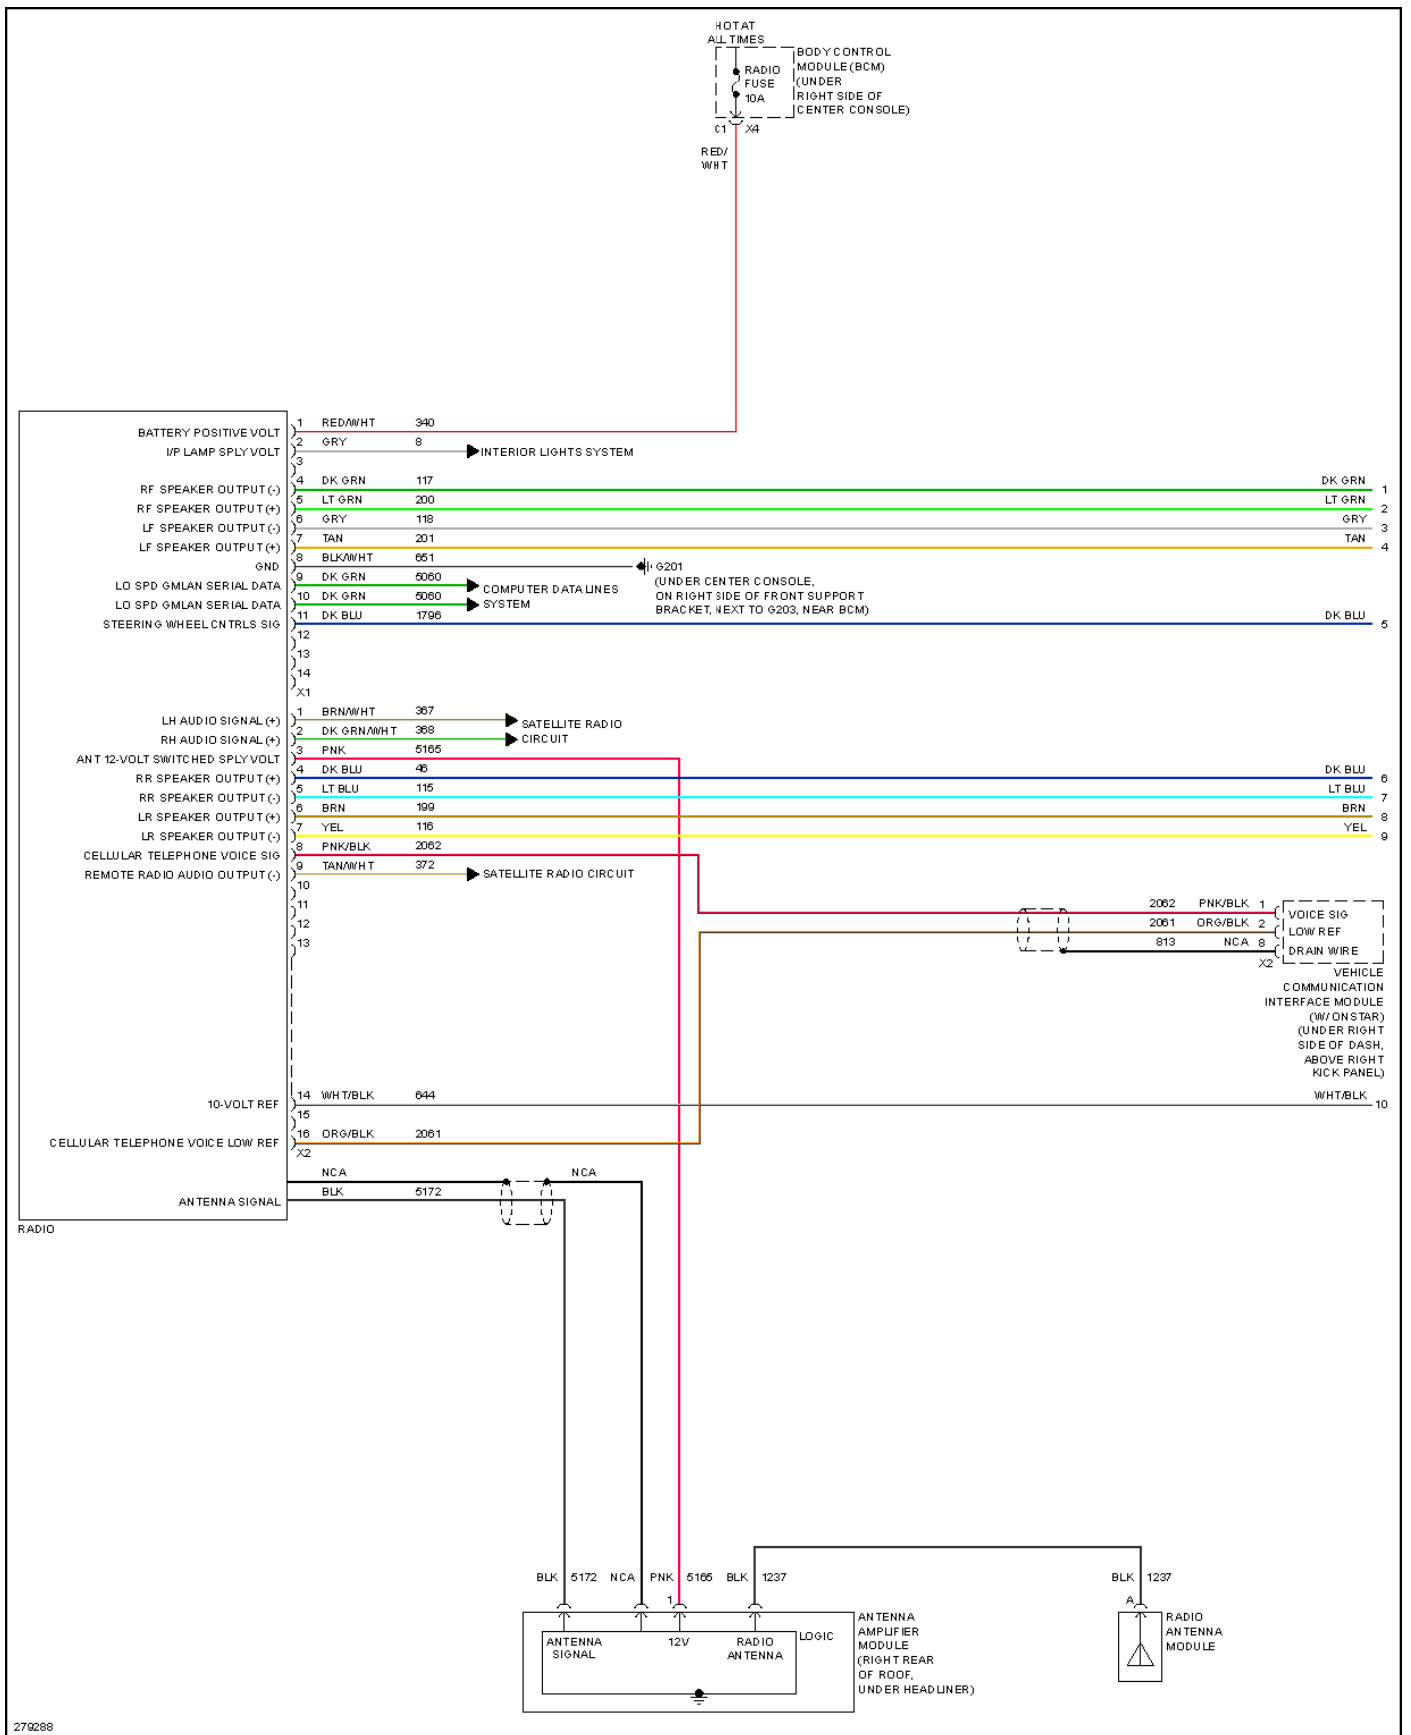 HOT AT
ALL TIMES
RADIO
FUSE
10A
BODY CONTROL
MODULE (BCM)
(UNDER
RIGHT SIDE OF
CENTER CONSOLE)
C1 X4
RED/
WHT
BATTERY POSITIVE VOLT 1 RED/WHT 340
I/P LAMP SPLY VOLT 2 GRY 8 INTERIOR LIGHTS SYSTEM
3
RF SPEAKER OUTPUT (-) 4 DK GRN 117 DK GRN 1
RF SPEAKER OUTPUT (+) 5 LT GRN 200 LT GRN 2
LF SPEAKER OUTPUT (-) 6 GRY 118 GRY 3
LF SPEAKER OUTPUT (+) 7 TAN 201 TAN 4
GND 8 BLK/WHT 651 G201
(UNDER CENTER CONSOLE,
ON RIGHT SIDE OF FRONT SUPPORT
BRACKET, NEXT TO G203, NEAR BCM)
LO SPD GMLAN SERIAL DATA 9 DK GRN 5060 COMPUTER DATA LINES
LO SPD GMLAN SERIAL DATA 10 DK GRN 5060 SYSTEM
STEERING WHEEL CNTRLS SIG 11 DK BLU 1796 DK BLU 5
12
13
14
X1
LH AUDIO SIGNAL (+) 1 BRN/WHT 367 SATELLITE RADIO
RH AUDIO SIGNAL (+) 2 DK GRN/WHT 368 CIRCUIT
ANT 12-VOLT SWITCHED SPLY VOLT 3 PNK 5165
RR SPEAKER OUTPUT (+) 4 DK BLU 46 DK BLU 6
RR SPEAKER OUTPUT (-) 5 LT BLU 115 LT BLU 7
LR SPEAKER OUTPUT (+) 6 BRN 199 BRN 8
LR SPEAKER OUTPUT (-) 7 YEL 116 YEL 9
CELLULAR TELEPHONE VOICE SIG 8 PNK/BLK 2062
REMOTE RADIO AUDIO OUTPUT (-) 9 TAN/WHT 372 SATELLITE RADIO CIRCUIT
10
11
12
13
2062 PNK/BLK 1 VOICE SIG
2061 ORG/BLK 2 LOW REF
813 NCA 8 DRAIN WIRE
X2
VEHICLE
COMMUNICATION
INTERFACE MODULE
(W/ ONSTAR)
(UNDER RIGHT
SIDE OF DASH,
ABOVE RIGHT
KICK PANEL)
10-VOLT REF 14 WHT/BLK 644 WHT/BLK 10
15
CELLULAR TELEPHONE VOICE LOW REF 16 ORG/BLK 2061
X2
NCA NCA
ANTENNA SIGNAL BLK 5172
RADIO
BLK 5172 NCA PNK 5165 BLK 1237 BLK 1237
1 A
ANTENNA
SIGNAL
12V
RADIO
ANTENNA
LOGIC
ANTENNA
AMPLIFIER
MODULE
(RIGHT REAR
OF ROOF,
UNDER HEADLINER)
RADIO
ANTENNA
MODULE
279288